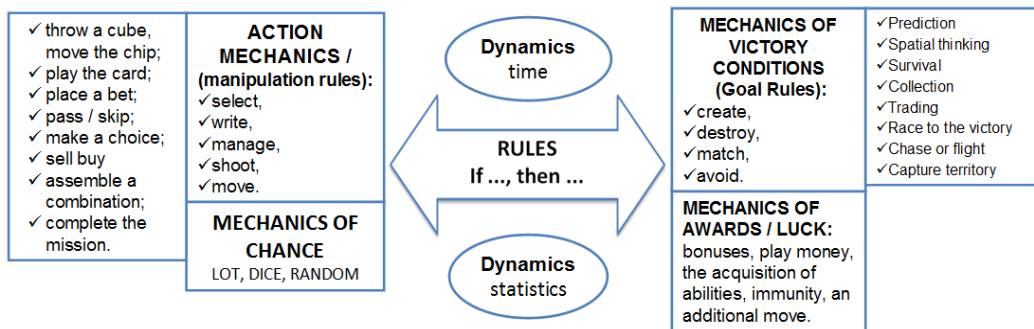 ✓ throw a cube,
move the chip;
✓ play the card;
✓ place a bet;
✓ pass / skip;
✓ make a choice;
✓ sell buy
✓ assemble a
combination;
✓ complete the
mission.
ACTION
MECHANICS /
(manipulation rules):
✓select,
✓write,
✓manage,
✓shoot,
✓move.
MECHANICS OF
CHANCE
LOT, DICE, RANDOM
Dynamics
time
RULES
If ..., then ...
Dynamics
statistics
MECHANICS OF
VICTORY
CONDITIONS
(Goal Rules):
✓create,
✓destroy,
✓match,
✓avoid.
MECHANICS OF
AWARDS / LUCK:
bonuses, play money,
the acquisition of
abilities, immunity, an
additional move.
✓Prediction
✓Spatial thinking
✓Survival
✓Collection
✓Trading
✓Race to the victory
✓Chase or flight
✓Capture territory